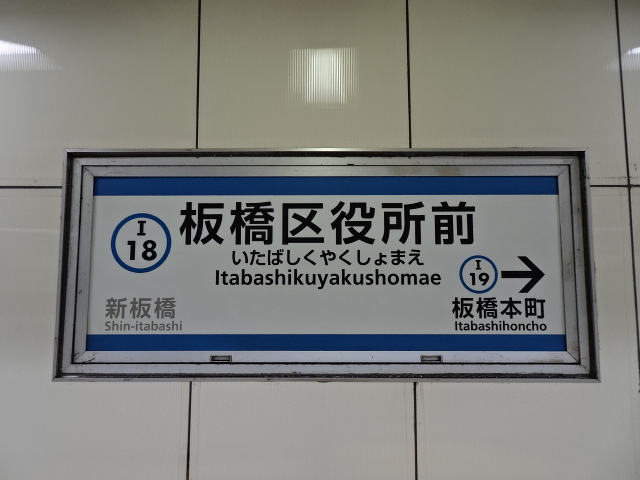 I
18
板橋区役所前
いたばしくやくしょまえ
Itabashikuyakushomae
I
19
新板橋
Shin-itabashi
板橋本町
Itabashihoncho